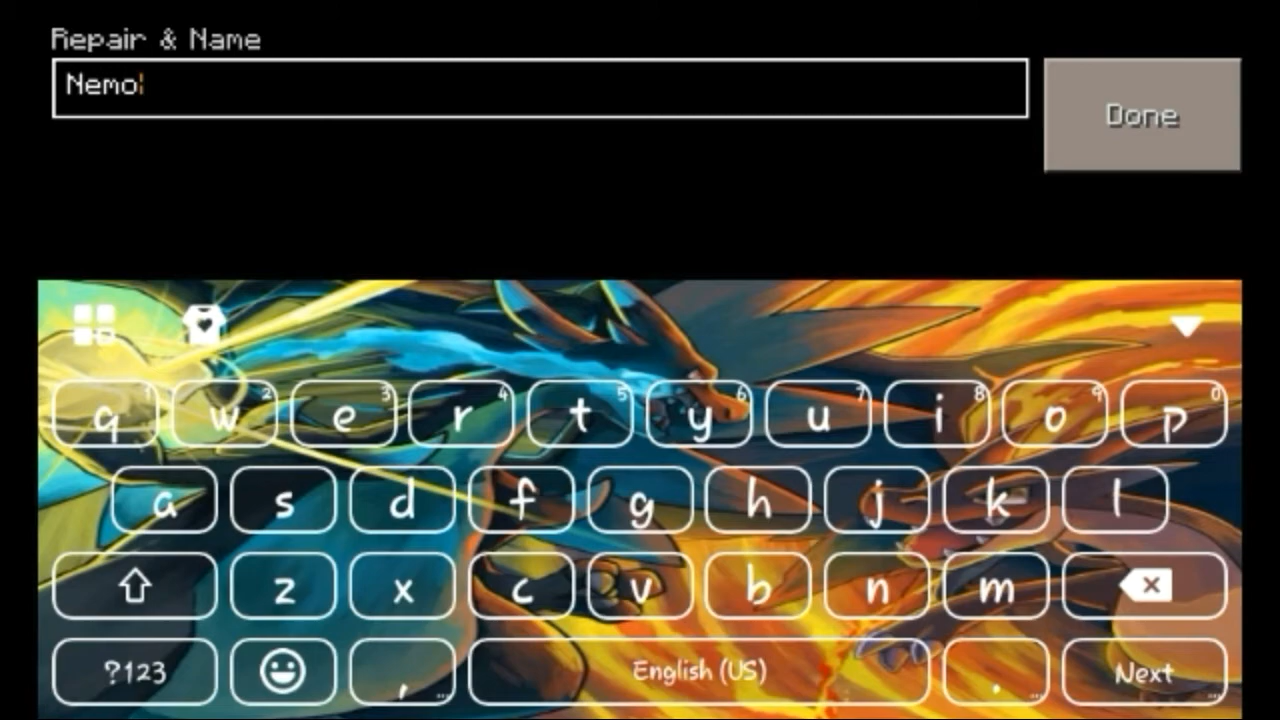 Repair & Name
Nemo
Done
1 2 3 4 5 6 7 8 9 0
q w e r t y u i o p
a s d f g h j k l
z x c v b n m
?123 , ... English (US) . ... Next ...